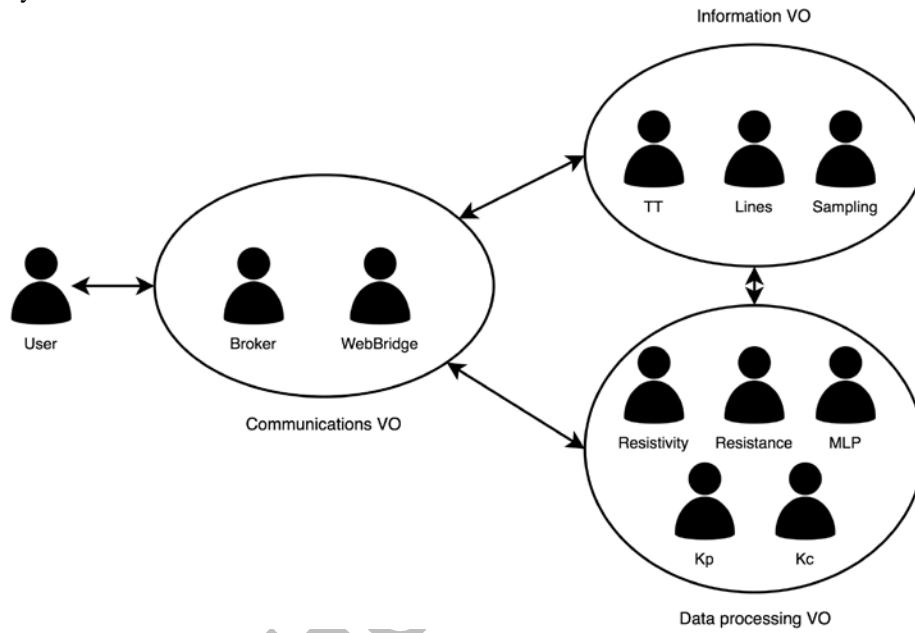 Information VO
TT
Lines
Sampling
User
Broker
WebBridge
Communications VO
Resistivity
Resistance
MLP
Kp
Kc
Data processing VO